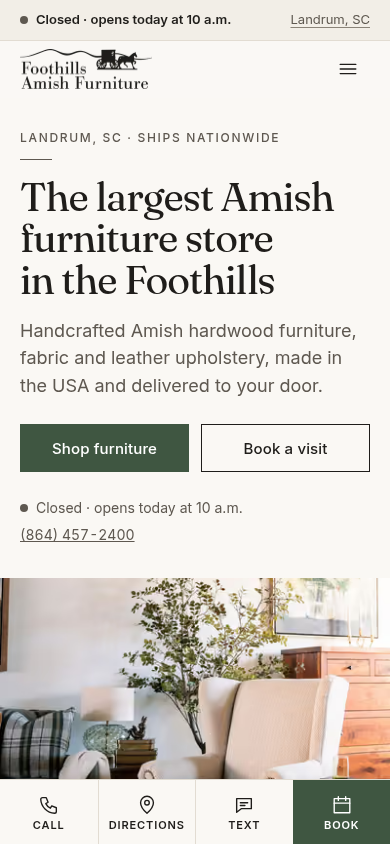 Closed · opens today at 10 a.m.
Landrum, SC
Foothills
Amish Furniture
LANDRUM, SC · SHIPS NATIONWIDE
The largest Amish
furniture store
in the Foothills
Handcrafted Amish hardwood furniture,
fabric and leather upholstery, made in
the USA and delivered to your door.
Shop furniture
Book a visit
Closed · opens today at 10 a.m.
(864) 457-2400
CALL
DIRECTIONS
TEXT
BOOK